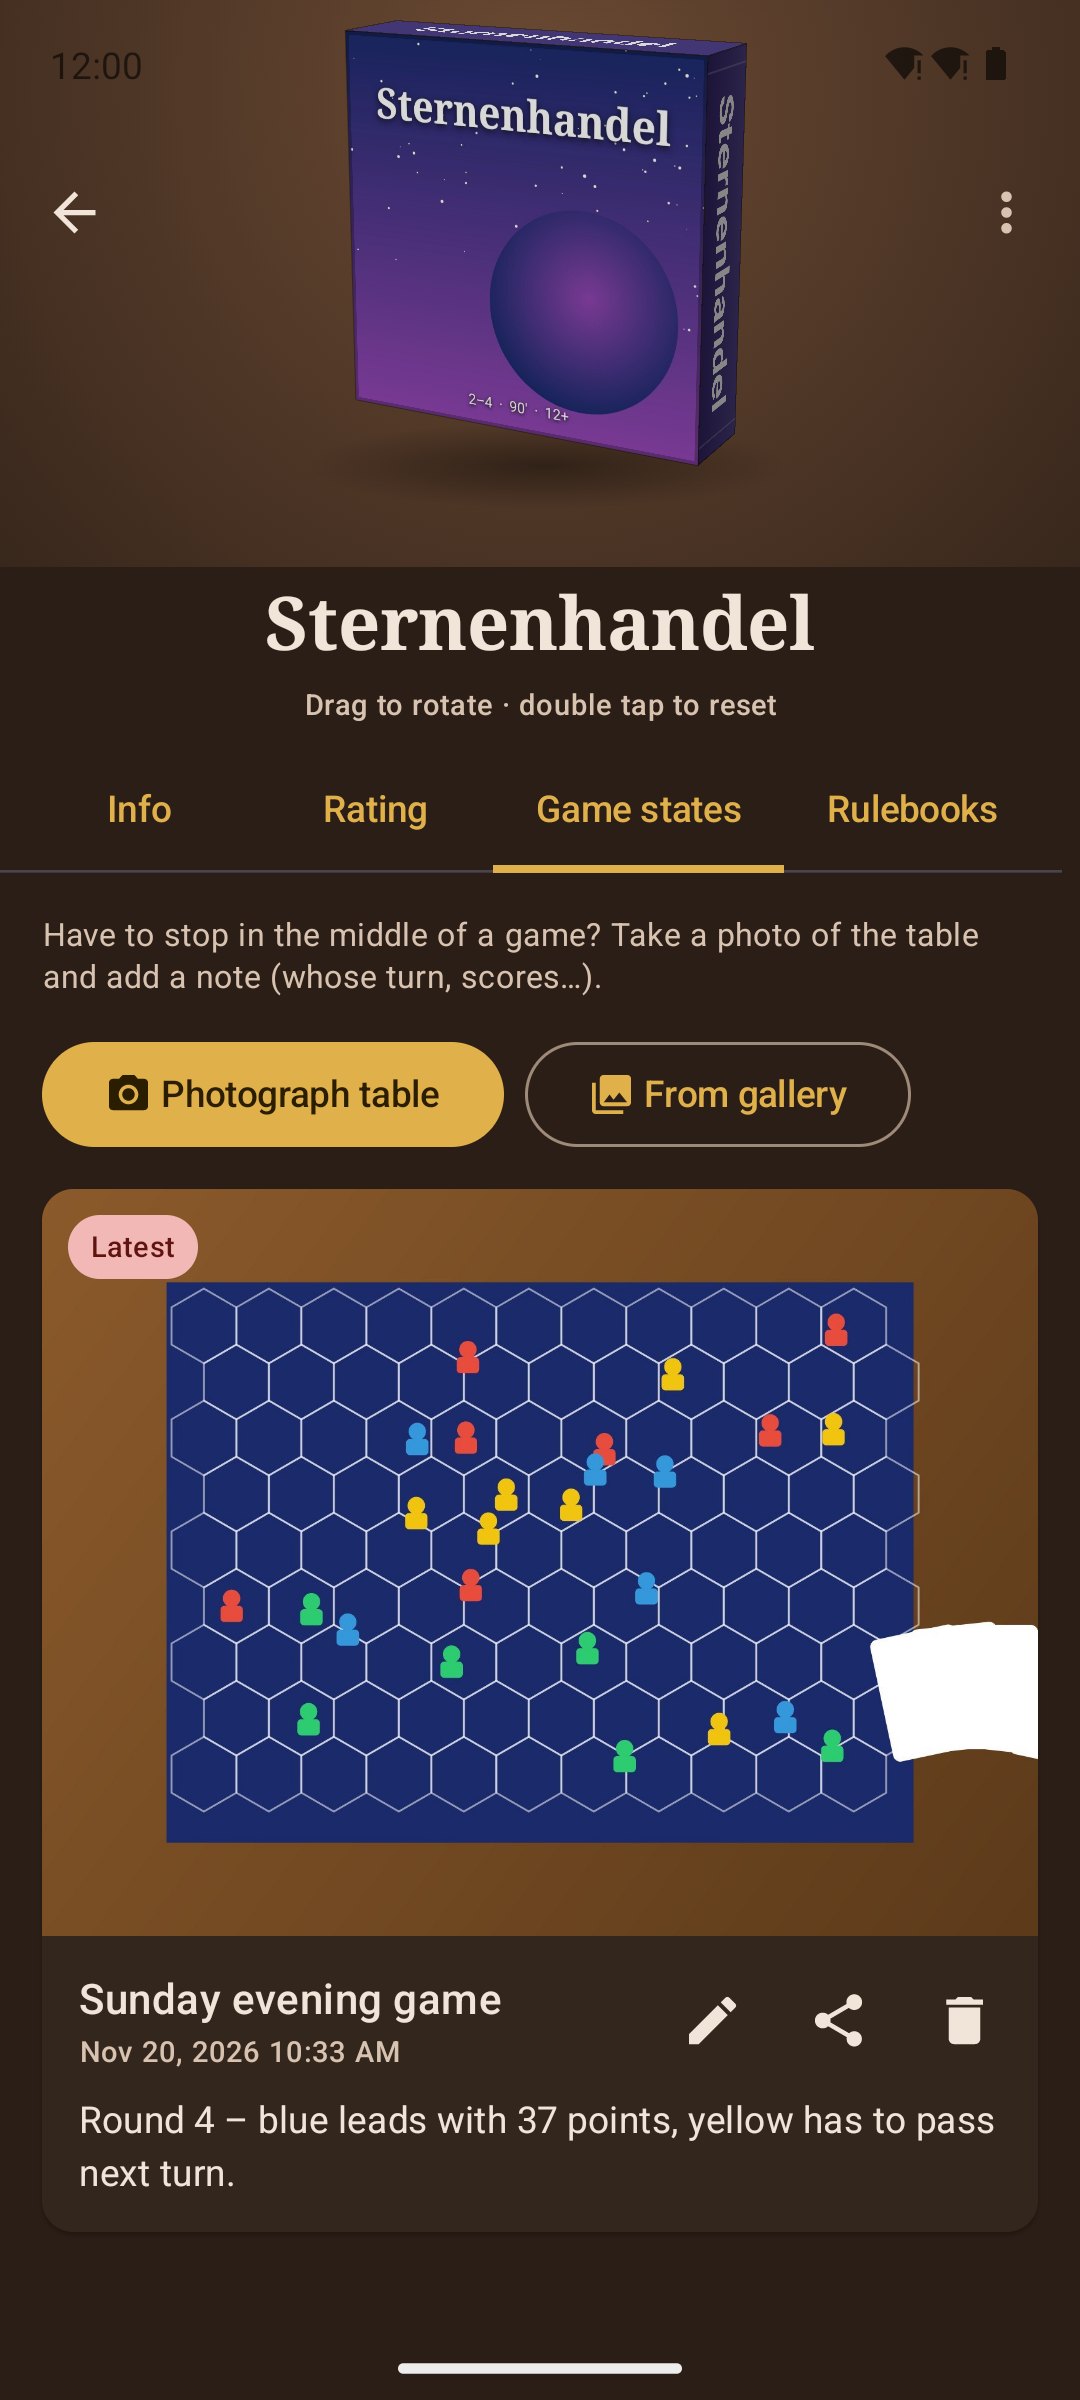 12:00
Sternenhandel
Sternenhandel
Sternenhandel
2–4 · 90' · 12+
Sternenhandel
Drag to rotate · double tap to reset
Info
Rating
Game states
Rulebooks
Have to stop in the middle of a game? Take a photo of the table
and add a note (whose turn, scores…).
Photograph table
From gallery
Latest
Sunday evening game
Nov 20, 2026 10:33 AM
Round 4 – blue leads with 37 points, yellow has to pass
next turn.